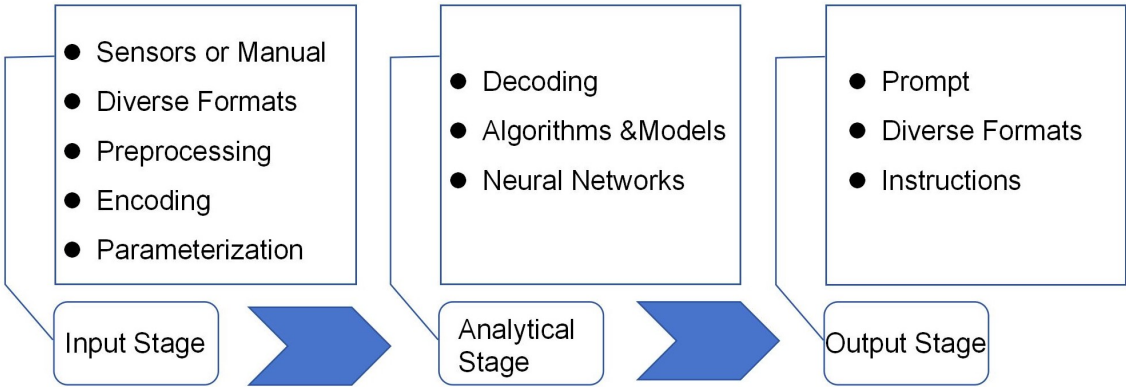 Sensors or Manual
Diverse Formats
Preprocessing
Encoding
Parameterization
Input Stage
Decoding
Algorithms &Models
Neural Networks
Analytical
Stage
Prompt
Diverse Formats
Instructions
Output Stage